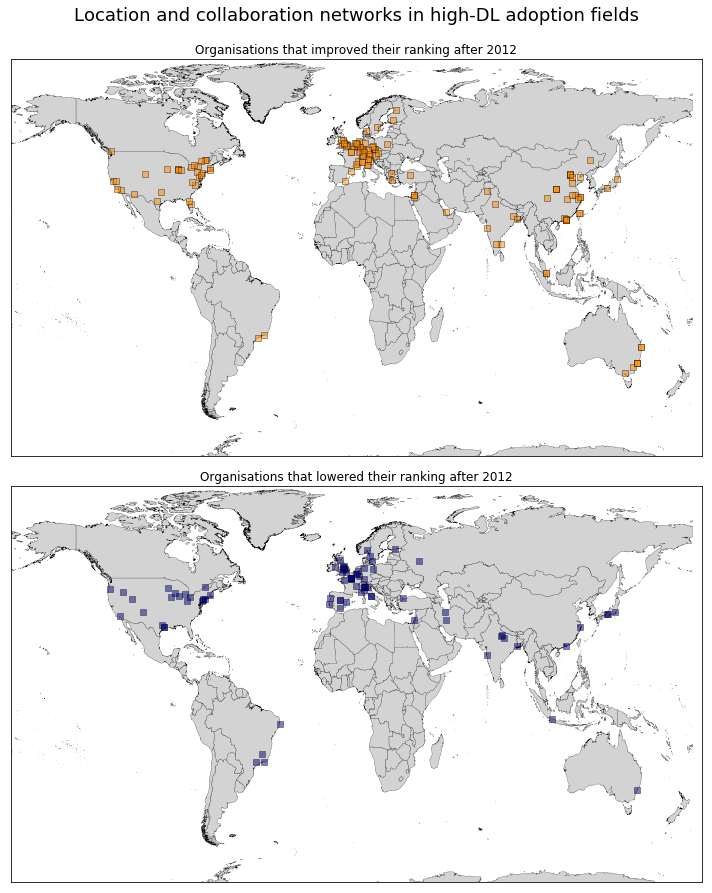 Location and collaboration networks in high-DL adoption fields
Organisations that improved their ranking after 2012
Organisations that lowered their ranking after 2012